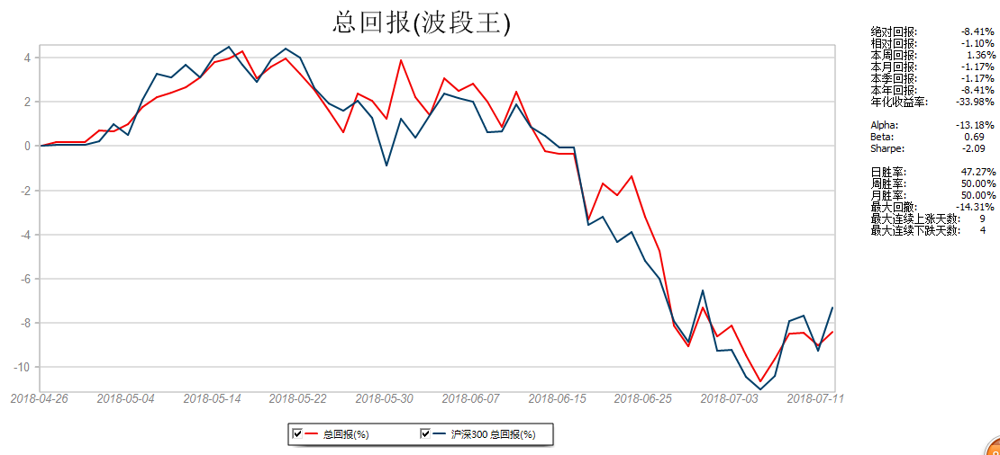 总回报(波段王)
4
2
0
-2
-4
-6
-8
-10
2018-04-26 2018-05-04 2018-05-14 2018-05-22 2018-05-30 2018-06-07 2018-06-15 2018-06-25 2018-07-03 2018-07-11
总回报(%) 沪深300 总回报(%)
绝对回报: -8.41%
相对回报: -1.10%
本周回报: 1.36%
本月回报: -1.17%
本季回报: -1.17%
本年回报: -8.41%
年化收益率: -33.98%
Alpha: -13.18%
Beta: 0.69
Sharpe: -2.09
日胜率: 47.27%
周胜率: 50.00%
月胜率: 50.00%
最大回撤: -14.31%
最大连续上涨天数: 9
最大连续下跌天数: 4